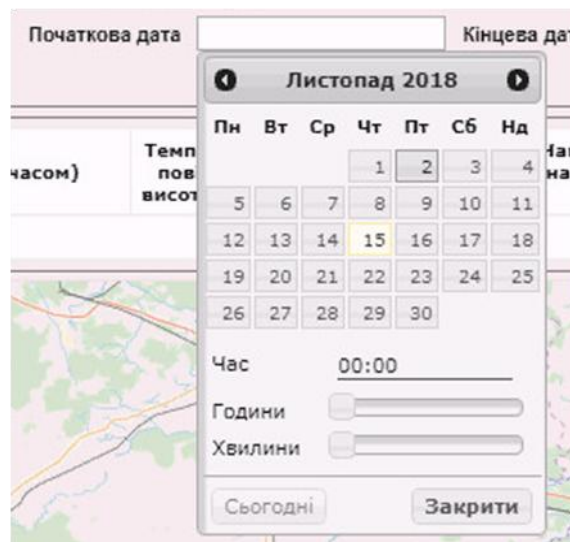 Початкова дата
Кінцева да
Листопад 2018
Пн Вт Ср Чт Пт Сб Нд
1 2 3 4
5 6 7 8 9 10 11
12 13 14 15 16 17 18
19 20 21 22 23 24 25
26 27 28 29 30
часом)
Темп
пов
висот
На
на
Час 00:00
Години
Хвилини
Сьогодні Закрити